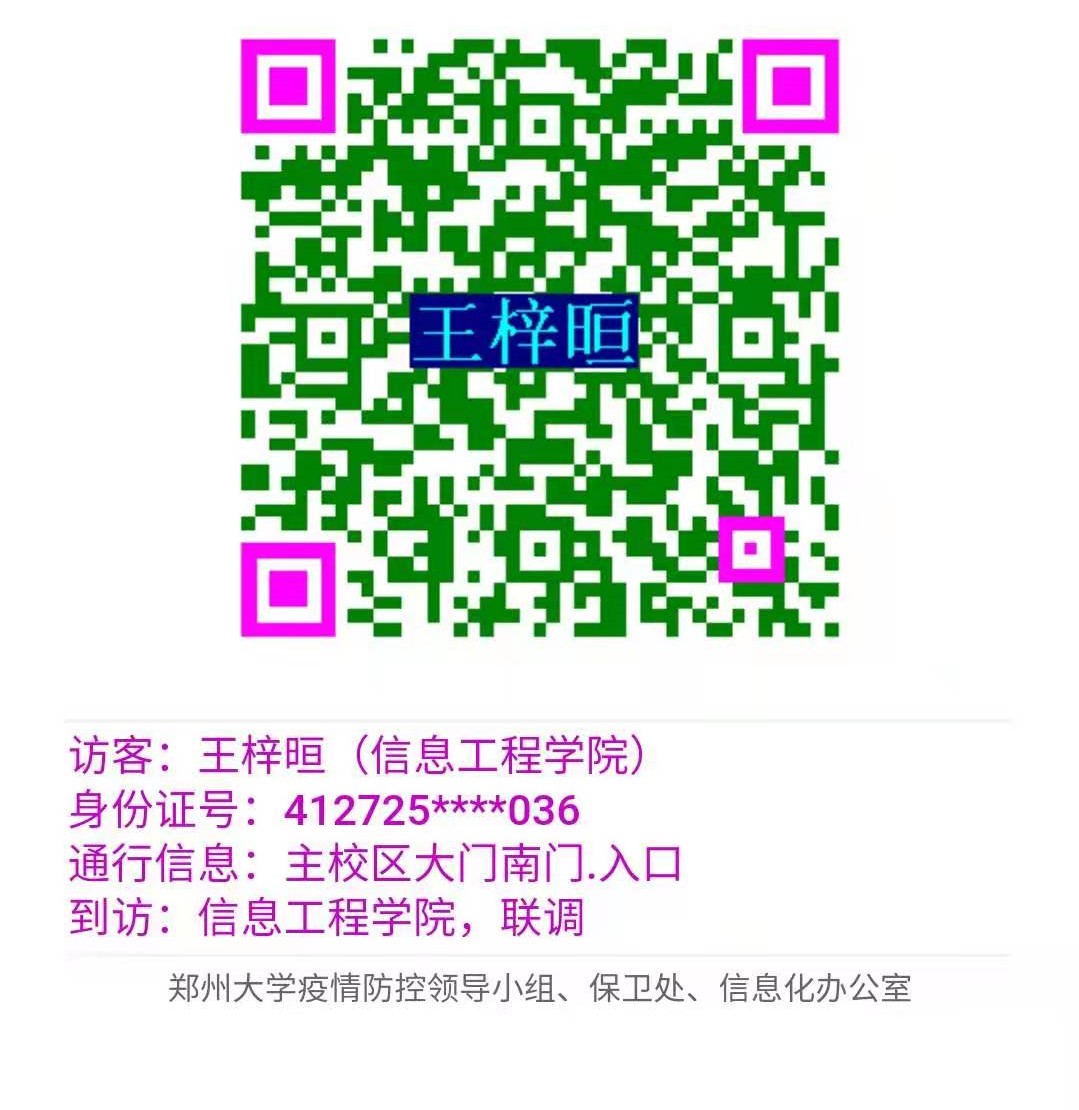 王梓晅
访客：王梓晅（信息工程学院）
身份证号：412725****036
通行信息：主校区大门南门.入口
到访：信息工程学院，联调
郑州大学疫情防控领导小组、保卫处、信息化办公室